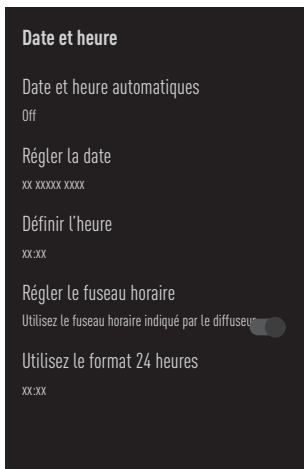 Date et heure
Date et heure automatiques
Off
Régler la date
xx xxxxx xxxx
Définir l'heure
xx:xx
Régler le fuseau horaire
Utilisez le fuseau horaire indiqué par le diffuseur
Utilisez le format 24 heures
xx:xx